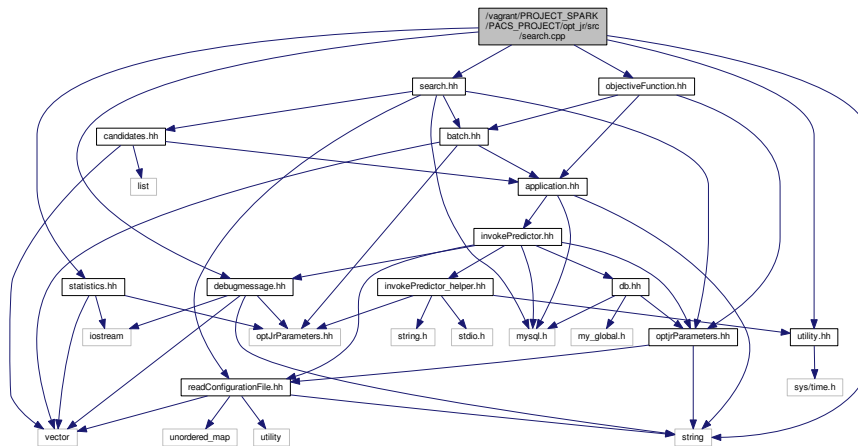 /vagrant/PROJECT_SPARK
/PACS_PROJECT/opt_jr/src
/search.cpp
search.hh
objectiveFunction.hh
candidates.hh
batch.hh
list
application.hh
invokePredictor.hh
statistics.hh
debugmessage.hh
invokePredictor_helper.hh
db.hh
iostream
optJrParameters.hh
string.h
stdio.h
mysql.h
my_global.h
optjrParameters.hh
utility.hh
readConfigurationFile.hh
sys/time.h
vector
unordered_map
utility
string